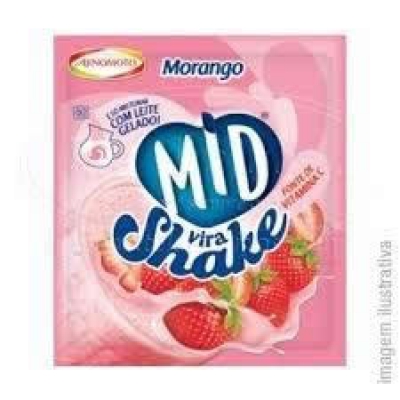 AJINOMOTO
Morango
É SÓ MISTURAR
COM LEITE
GELADO!
MID
vira
Shake
FONTE DE
VITAMINA C
imagem ilustrativa